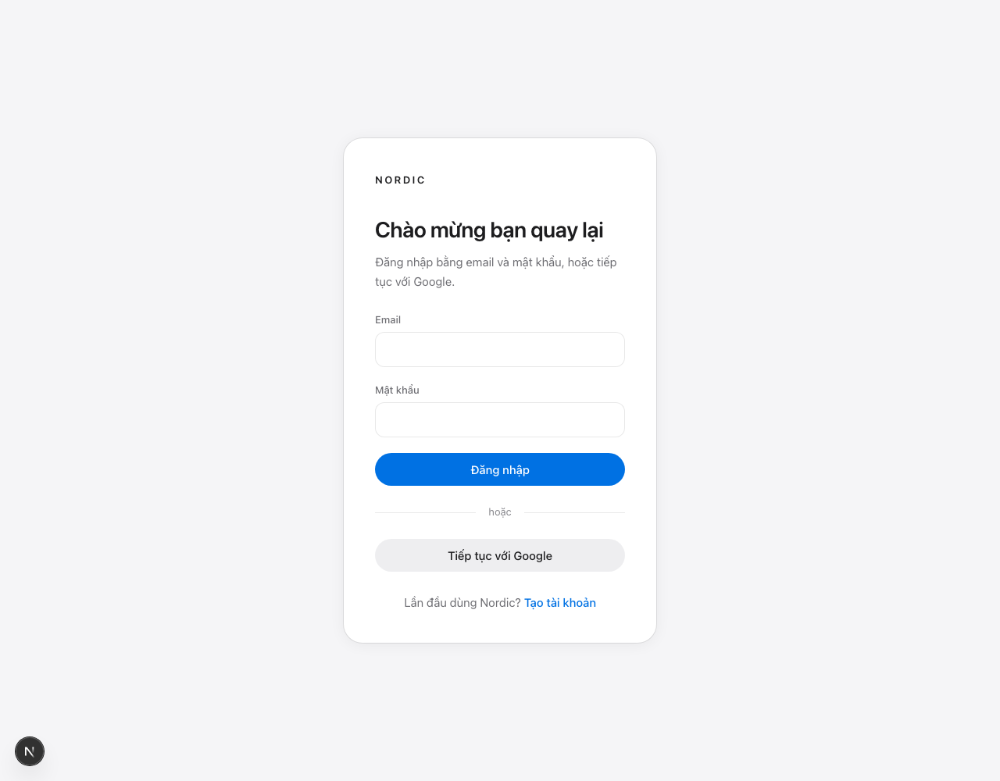 NORDIC
Chào mừng bạn quay lại
Đăng nhập bằng email và mật khẩu, hoặc tiếp
tục với Google.
Email
Mật khẩu
Đăng nhập
hoặc
Tiếp tục với Google
Lần đầu dùng Nordic? Tạo tài khoản
N